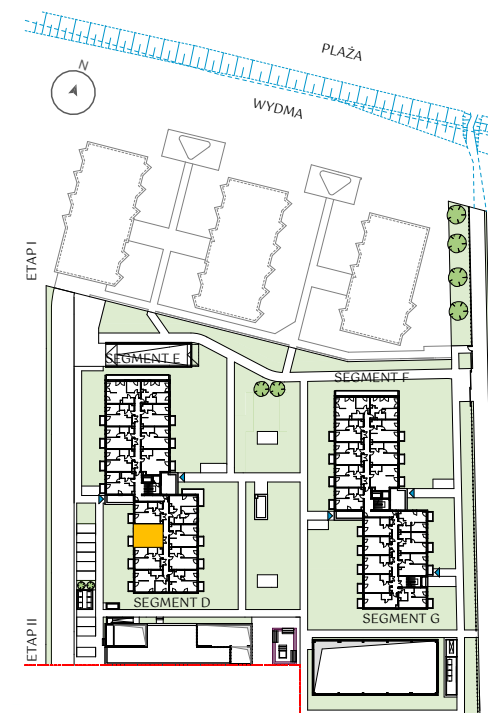 PLAŻA
N
WYDMA
ETAP I
SEGMENT E
SEGMENT F
SEGMENT D
SEGMENT G
ETAP II